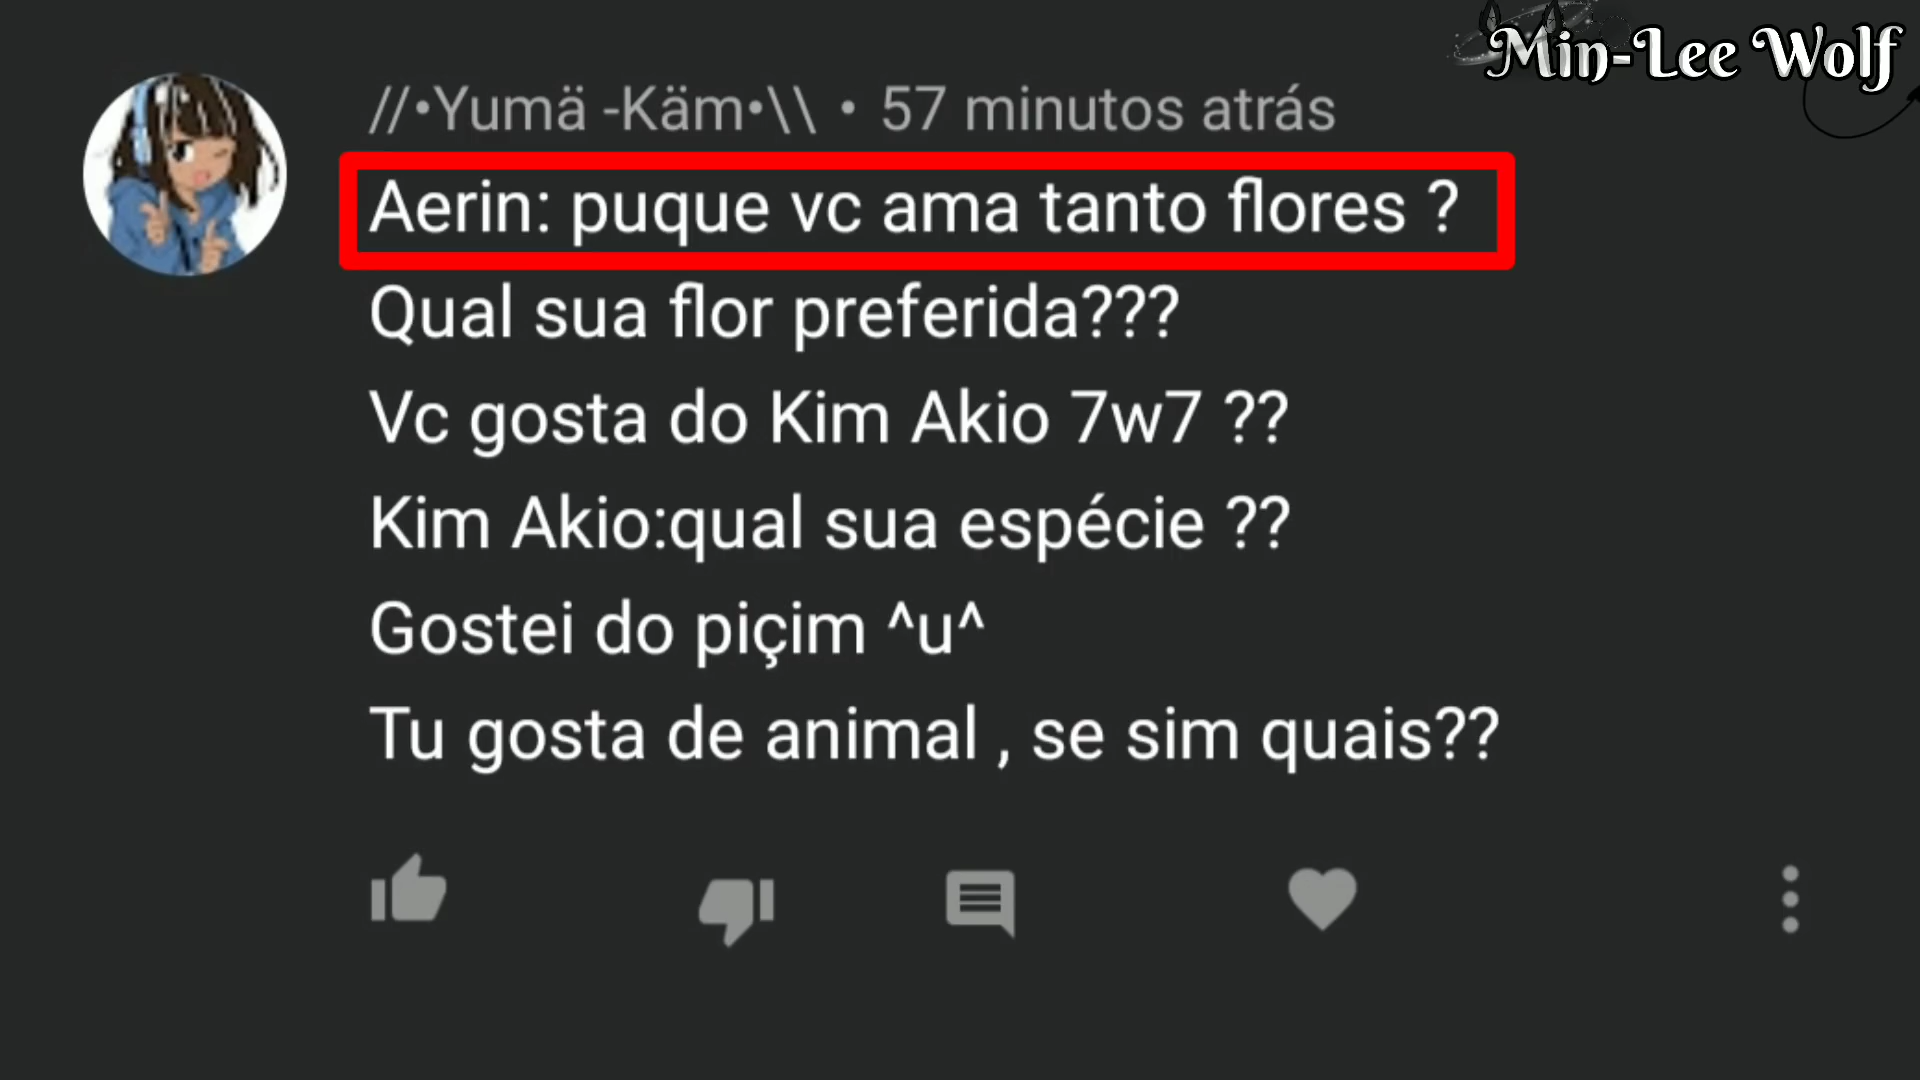 Min-Lee Wolf
//•Yumä -Käm•\\ • 57 minutos atrás
Aerin: puque vc ama tanto flores ?
Qual sua flor preferida???
Vc gosta do Kim Akio 7w7 ??
Kim Akio:qual sua espécie ??
Gostei do piçim ^u^
Tu gosta de animal , se sim quais??